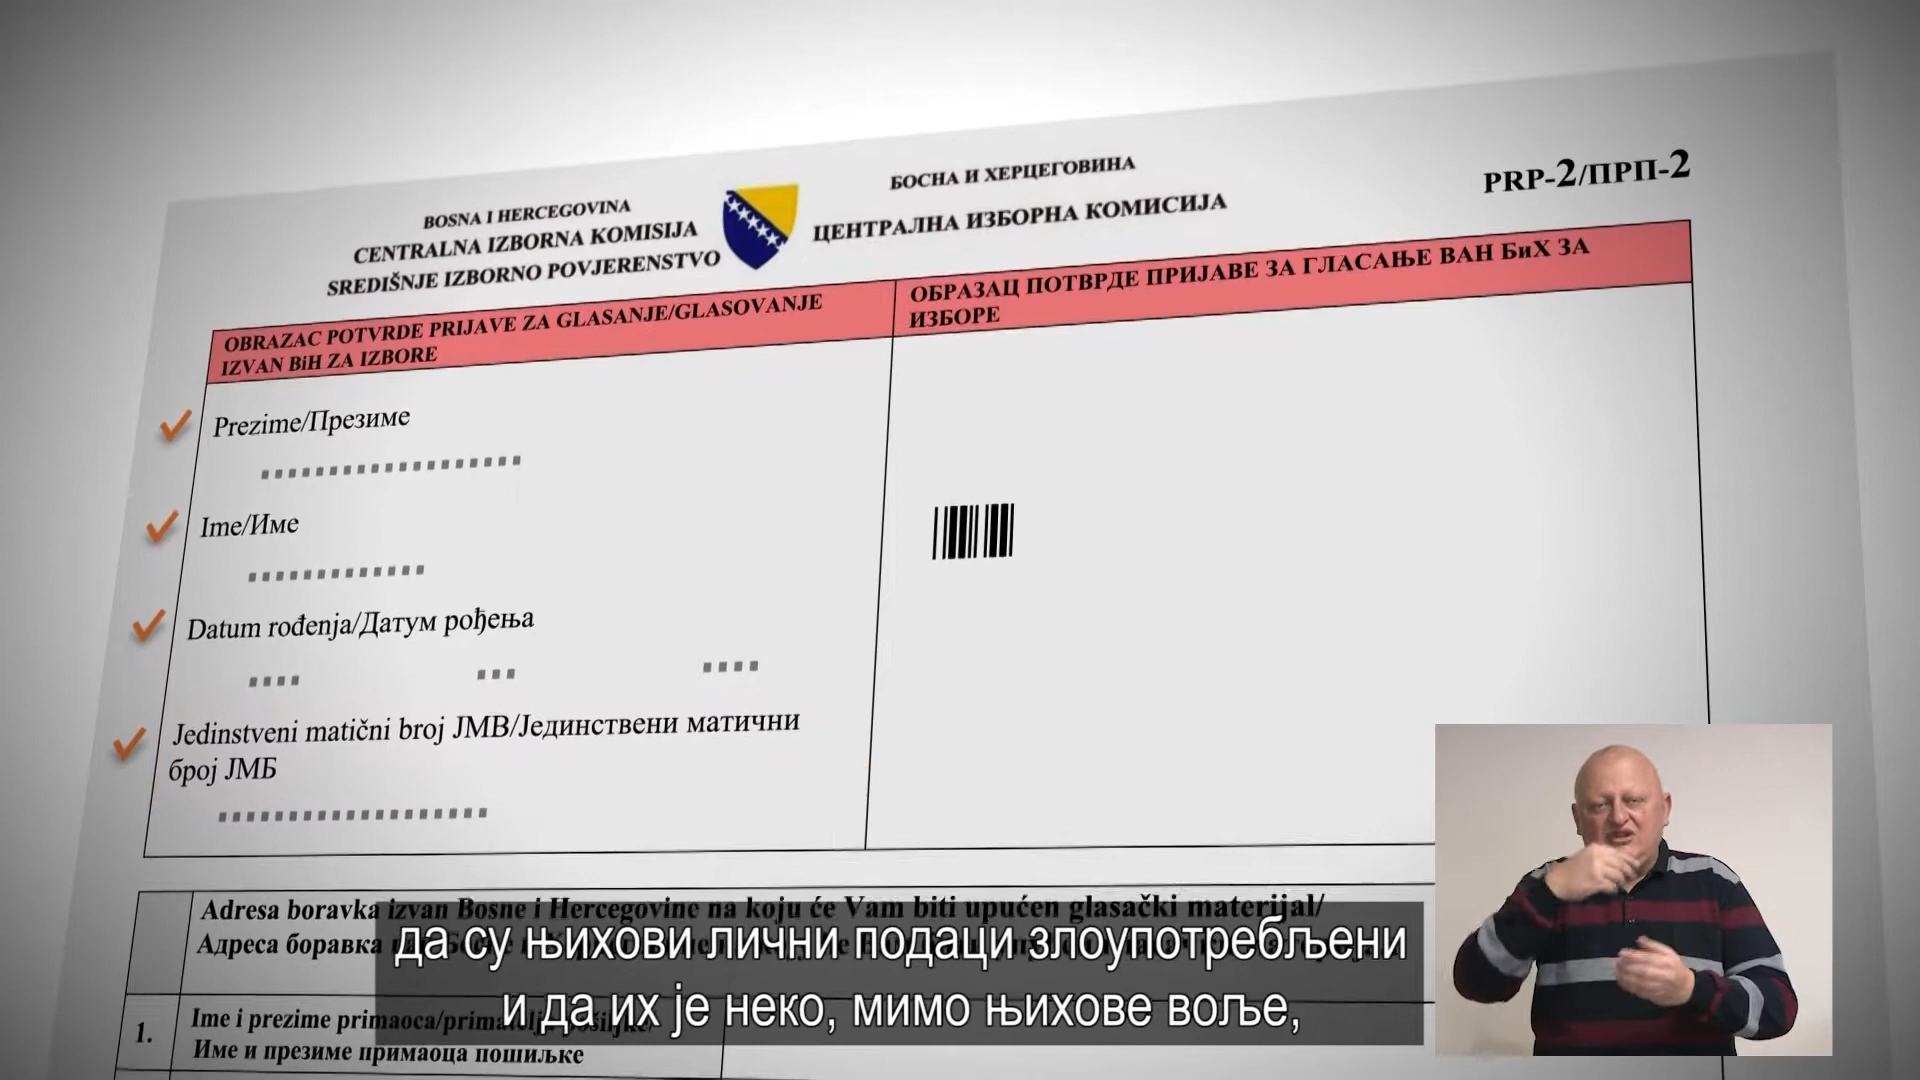 BOSNA I HERCEGOVINA
CENTRALNA IZBORNA KOMISIJA
SREDIŠNJE IZBORNO POVJERENSTVO
БОСНА И ХЕРЦЕГОВИНА
ЦЕНТРАЛНА ИЗБОРНА КОМИСИЈА
PRP-2/ПРП-2
OBRAZAC POTVRDE PRIJAVE ZA GLASANJE/GLASOVANJE
IZVAN BiH ZA IZBORE
ОБРАЗАЦ ПОТВРДЕ ПРИЈАВЕ ЗА ГЛАСАЊЕ ВАН БиХ ЗА
ИЗБОРЕ
Prezime/Презиме
Ime/Име
Datum rođenja/Датум рођења
Jedinstveni matični broj JMB/Јединствени матични
број ЈМБ
Adresa boravka izvan Bosne i Hercegovine na koju će Vam biti upućen glasački materijal/
Адреса боравка
1.
Ime i prezime primaoca/
Име и презиме примаоца пошиљке
да су њихови лични подаци злоупотребљени
и да их је неко, мимо њихове воље,